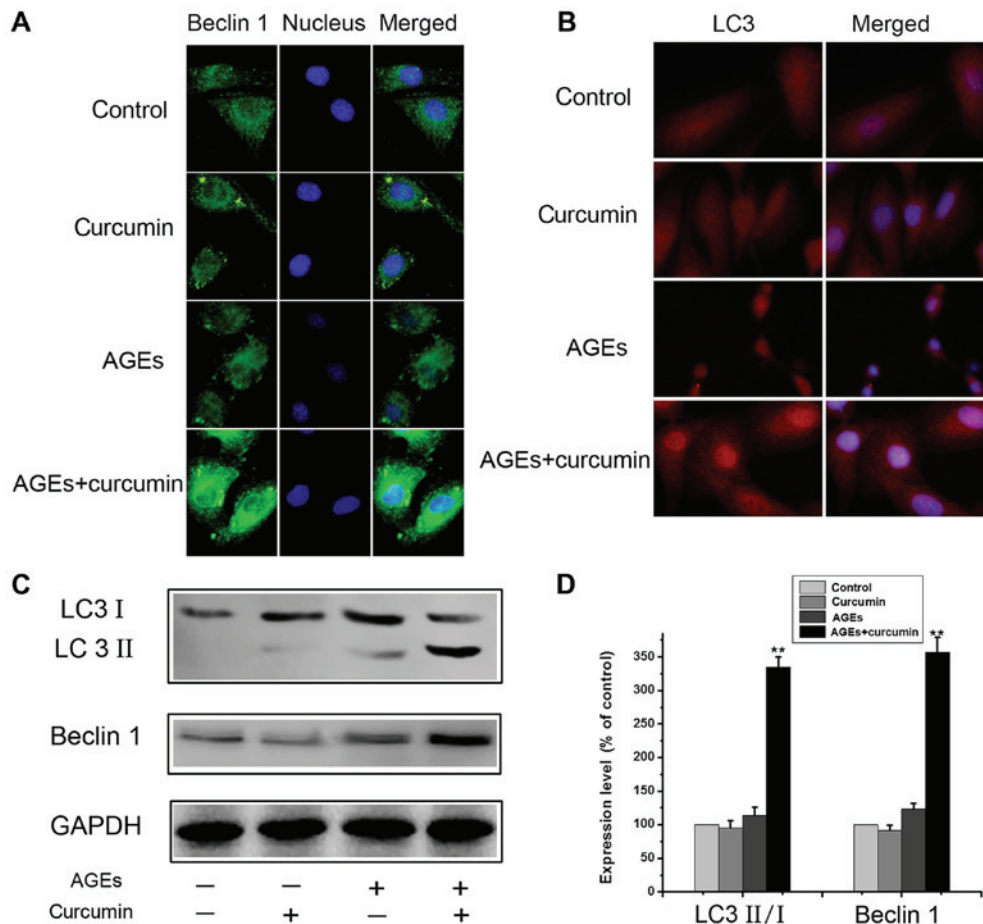 A
Beclin 1 Nucleus Merged
Control
Curcumin
AGEs
AGEs+curcumin
B
LC3 Merged
Control
Curcumin
AGEs
AGEs+curcumin
C
LC3 I
LC 3 II
Beclin 1
GAPDH
AGEs — — + +
Curcumin — + — +
D
Control
Curcumin
AGEs
AGEs+curcumin
Expression level (% of control)
350
300
250
200
150
100
50
0
** **
LC3 II/I Beclin 1